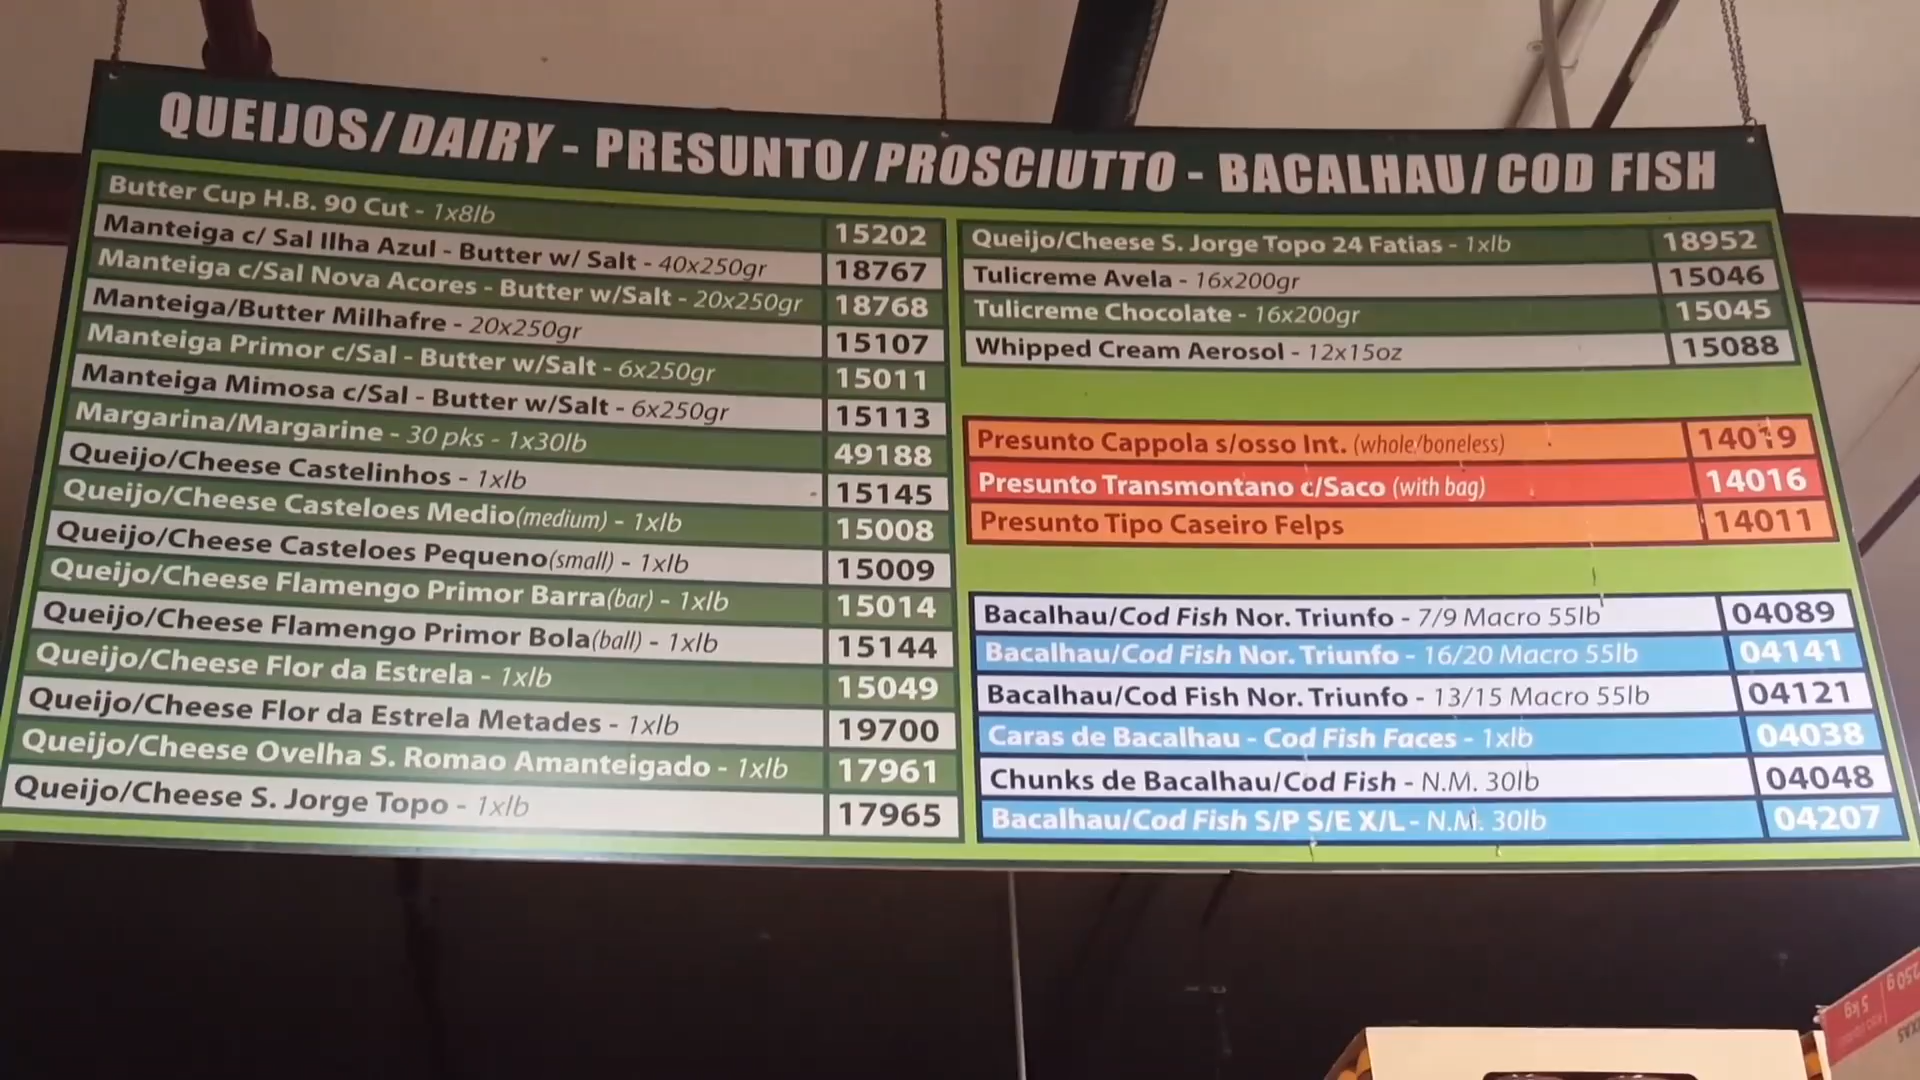 QUEIJOS/DAIRY - PRESUNTO/PROSCIUTTO - BACALHAU/COD FISH
Butter Cup H.B. 90 Cut - 1x8lb 15202
Manteiga c/ Sal Ilha Azul - Butter w/ Salt - 40x250gr 18767
Manteiga c/Sal Nova Acores - Butter w/Salt - 20x250gr 18768
Manteiga/Butter Milhafre - 20x250gr 15107
Manteiga Primor c/Sal - Butter w/Salt - 6x250gr 15011
Manteiga Mimosa c/Sal - Butter w/Salt - 6x250gr 15113
Margarina/Margarine - 30 pks - 1x30lb 49188
Queijo/Cheese Castelinhos - 1xlb 15145
Queijo/Cheese Casteloes Medio(medium) - 1xlb 15008
Queijo/Cheese Casteloes Pequeno(small) - 1xlb 15009
Queijo/Cheese Flamengo Primor Barra(bar) - 1xlb 15014
Queijo/Cheese Flamengo Primor Bola(ball) - 1xlb 15144
Queijo/Cheese Flor da Estrela - 1xlb 15049
Queijo/Cheese Flor da Estrela Metades - 1xlb 19700
Queijo/Cheese Ovelha S. Romao Amanteigado - 1xlb 17961
Queijo/Cheese S. Jorge Topo - 1xlb 17965
Queijo/Cheese S. Jorge Topo 24 Fatias - 1xlb 18952
Tulicreme Avela - 16x200gr 15046
Tulicreme Chocolate - 16x200gr 15045
Whipped Cream Aerosol - 12x15oz 15088
Presunto Cappola s/osso Int. (whole/boneless) 14019
Presunto Transmontano c/Saco (with bag) 14016
Presunto Tipo Caseiro Felps 14011
Bacalhau/Cod Fish Nor. Triunfo - 7/9 Macro 55lb 04089
Bacalhau/Cod Fish Nor. Triunfo - 16/20 Macro 55lb 04141
Bacalhau/Cod Fish Nor. Triunfo - 13/15 Macro 55lb 04121
Caras de Bacalhau - Cod Fish Faces - 1xlb 04038
Chunks de Bacalhau/Cod Fish - N.M. 30lb 04048
Bacalhau/Cod Fish S/P S/E X/L - N.M. 30lb 04207
250g
5 kg